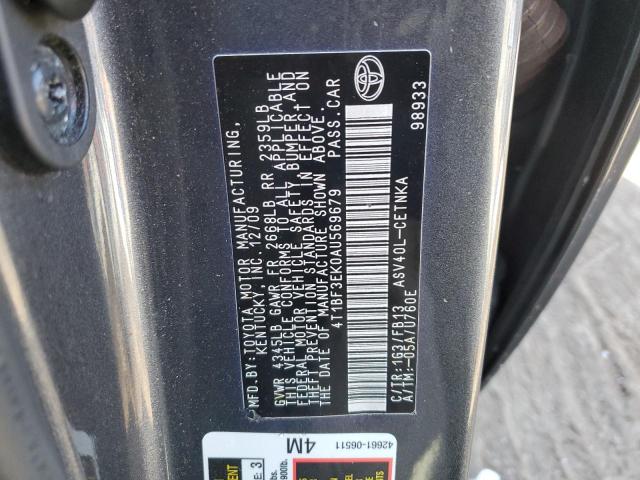 MFD.BY:TOYOTA MOTOR MANUFACTURING,
KENTUCKY, INC. 12/09
GVWR 4345LB GAWR FR 2668LB RR 2359LB
THIS VEHICLE CONFORMS TO ALL APPLICABLE
FEDERAL MOTOR VEHICLE SAFETY, BUMPER, AND
THEFT PREVENTION STANDARDS IN EFFECT ON
THE DATE OF MANUFACTURE SHOWN ABOVE.
4T1BF3EK0AU569679 PASS.CAR
C/TR:1G3/FB13 ASV40L-CETNKA
A/TM:-05A/U760E
98933
4M
42661-06511
E: 3